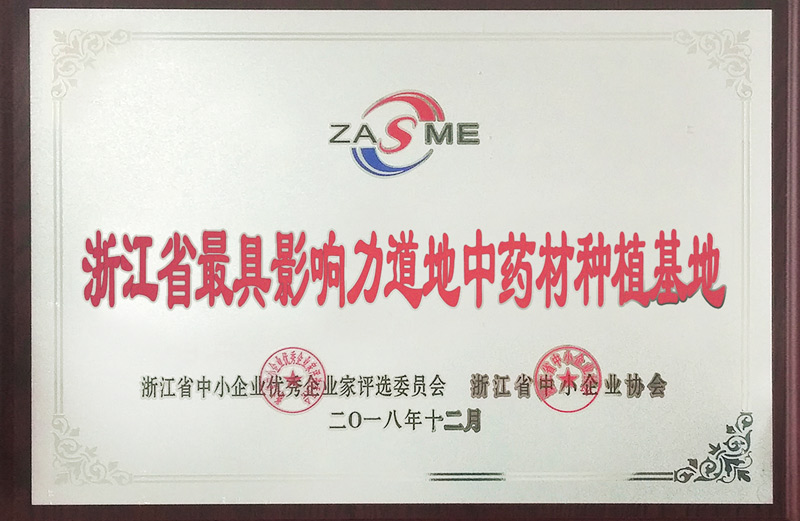 ZASME
浙江省最具影响力道地中药材种植基地
浙江省中小企业优秀企业家评选委员会 浙江省中小企业协会
二〇一八年十二月